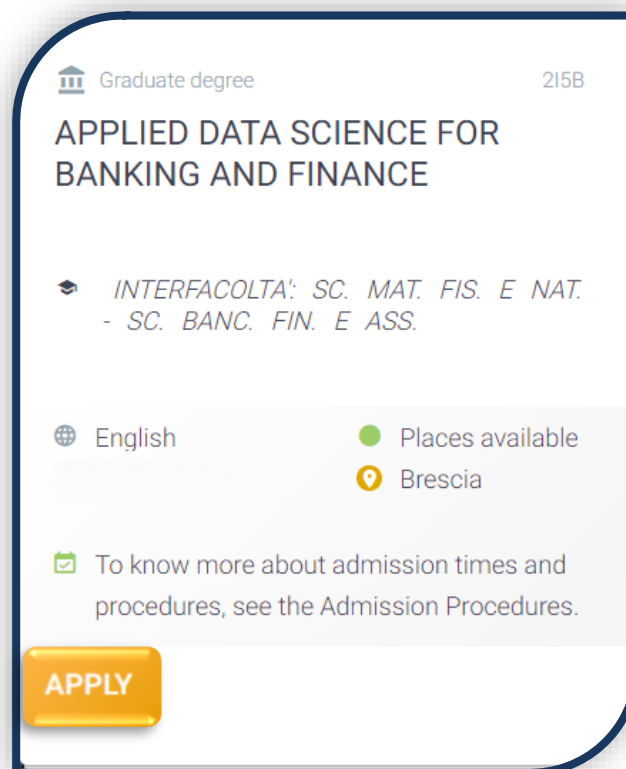 Graduate degree 2I5B
APPLIED DATA SCIENCE FOR
BANKING AND FINANCE
INTERFACOLTA': SC. MAT. FIS. E NAT.
- SC. BANC. FIN. E ASS.
English
Places available
Brescia
To know more about admission times and
procedures, see the Admission Procedures.
APPLY